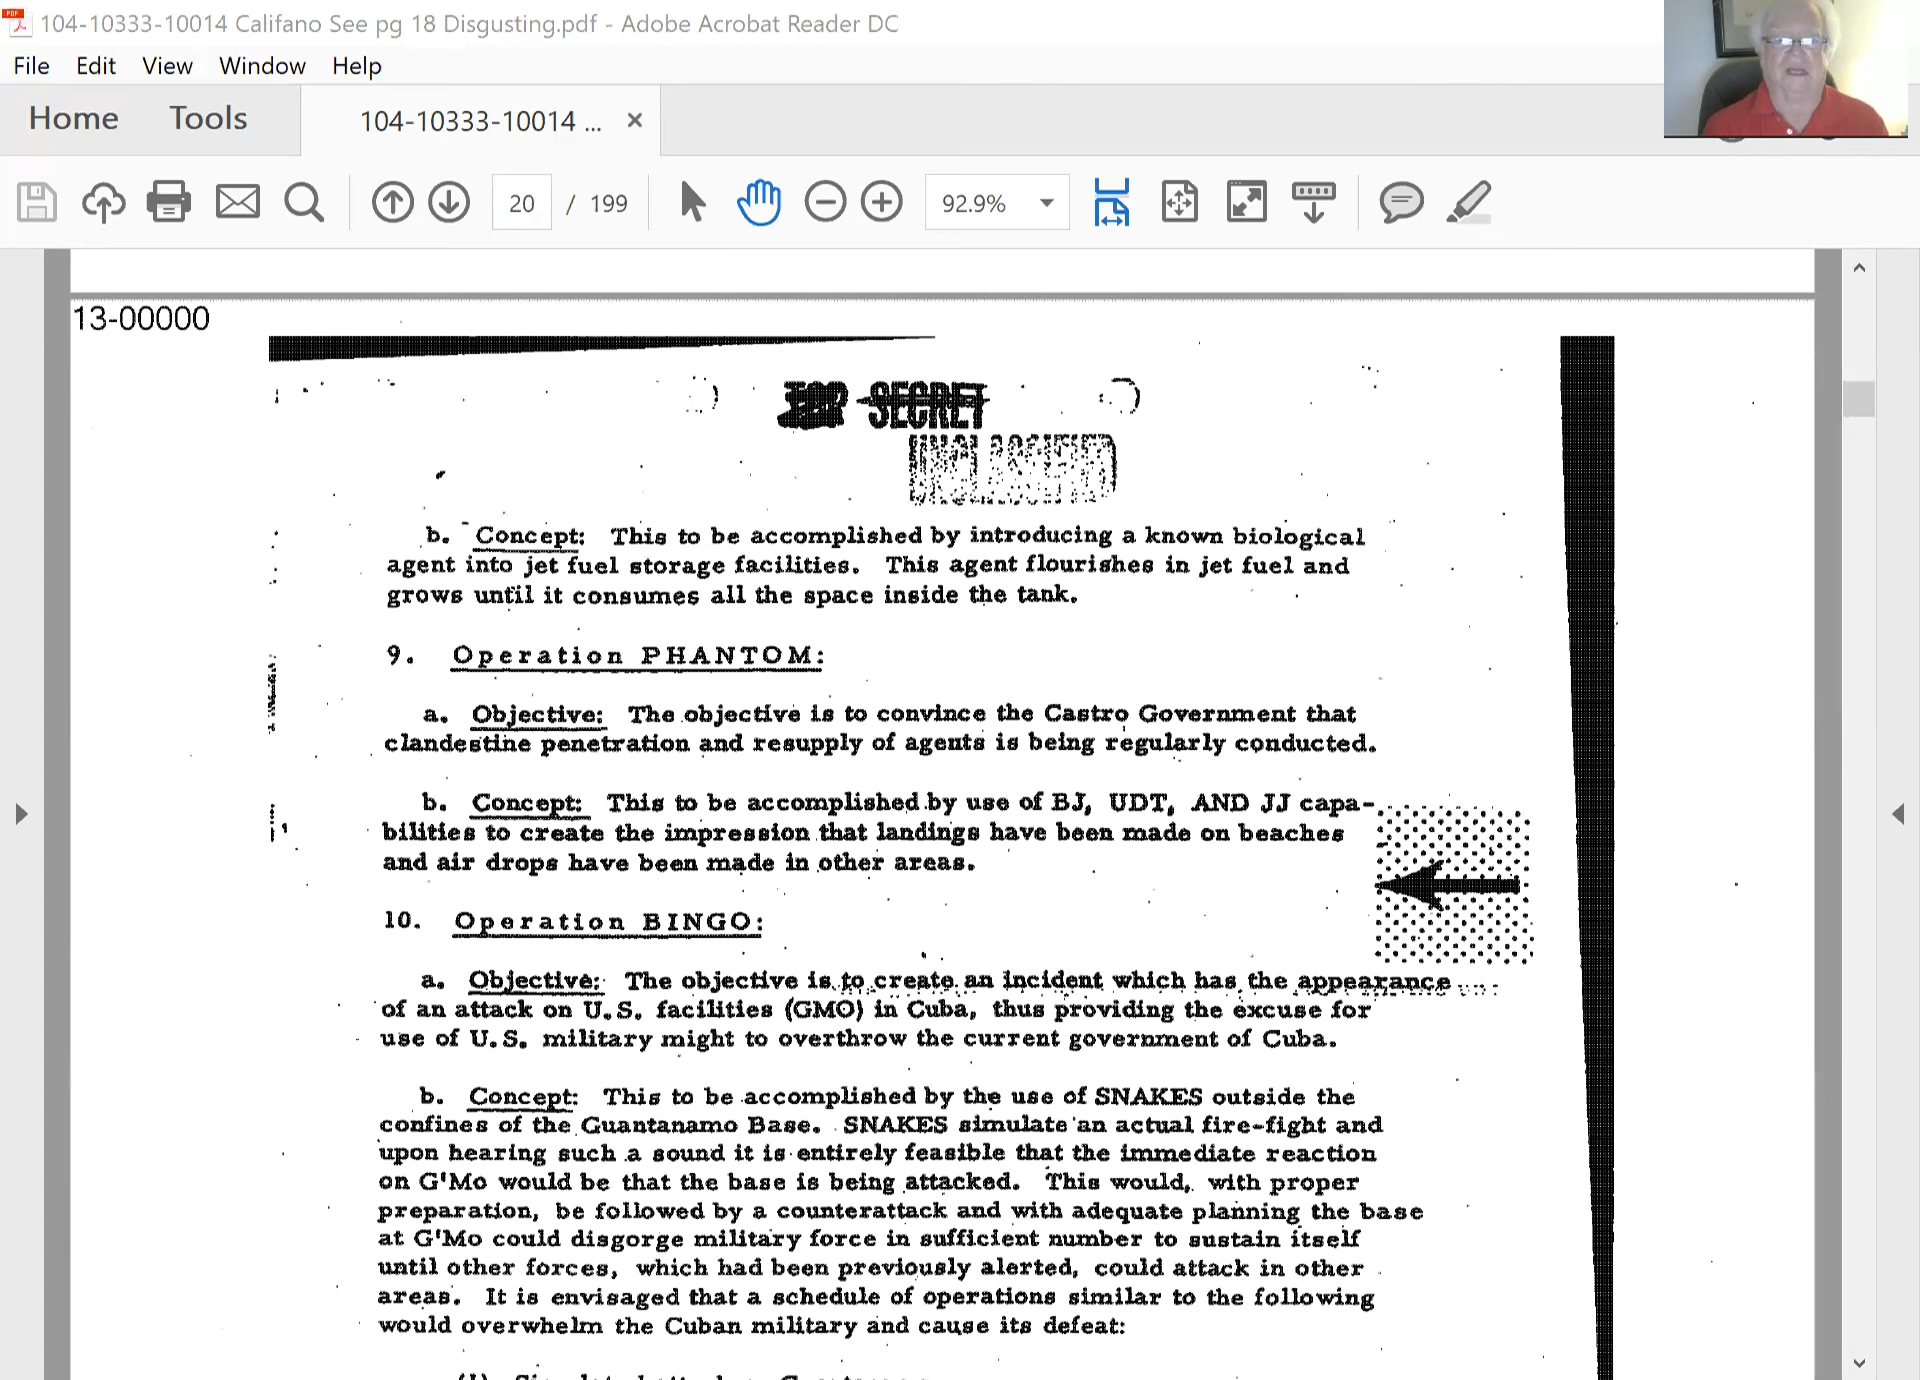 104-10333-10014 Califano See pg 18 Disgusting.pdf - Adobe Acrobat Reader DC
File Edit View Window Help
Home Tools 104-10333-10014 ... ×
20 / 199 92.9%
13-00000
TOP SECRET
UNCLASSIFIED
b. Concept: This to be accomplished by introducing a known biological
agent into jet fuel storage facilities. This agent flourishes in jet fuel and
grows until it consumes all the space inside the tank.
9. Operation PHANTOM:
a. Objective: The objective is to convince the Castro Government that
clandestine penetration and resupply of agents is being regularly conducted.
b. Concept: This to be accomplished by use of BJ, UDT, AND JJ capa-
bilities to create the impression that landings have been made on beaches
and air drops have been made in other areas.
10. Operation BINGO:
a. Objective: The objective is to create an incident which has the appearance
of an attack on U.S. facilities (GMO) in Cuba, thus providing the excuse for
use of U.S. military might to overthrow the current government of Cuba.
b. Concept: This to be accomplished by the use of SNAKES outside the
confines of the Guantanamo Base. SNAKES simulate an actual fire-fight and
upon hearing such a sound it is entirely feasible that the immediate reaction
on G'Mo would be that the base is being attacked. This would, with proper
preparation, be followed by a counterattack and with adequate planning the base
at G'Mo could disgorge military force in sufficient number to sustain itself
until other forces, which had been previously alerted, could attack in other
areas. It is envisaged that a schedule of operations similar to the following
would overwhelm the Cuban military and cause its defeat: